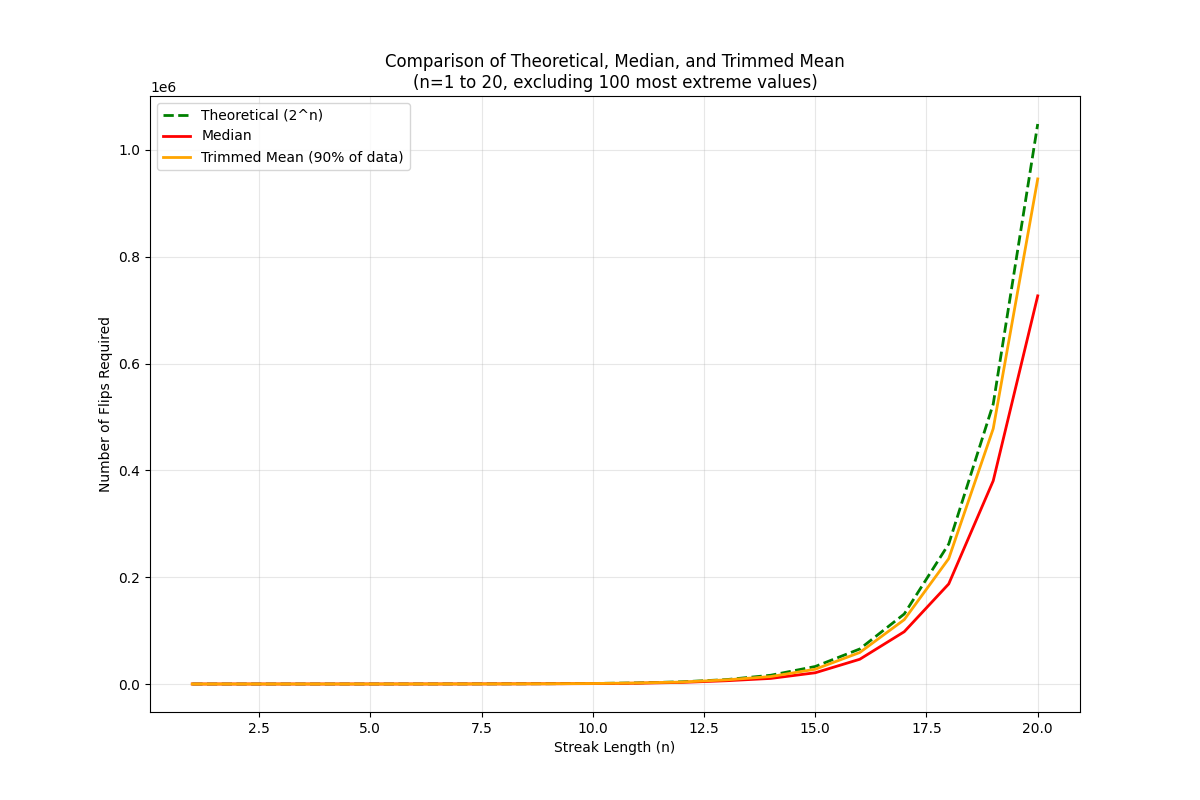 Comparison of Theoretical, Median, and Trimmed Mean
(n=1 to 20, excluding 100 most extreme values)
1e6
Theoretical (2^n)
Median
Trimmed Mean (90% of data)
1.0
0.8
0.6
0.4
0.2
0.0
Number of Flips Required
2.5 5.0 7.5 10.0 12.5 15.0 17.5 20.0
Streak Length (n)